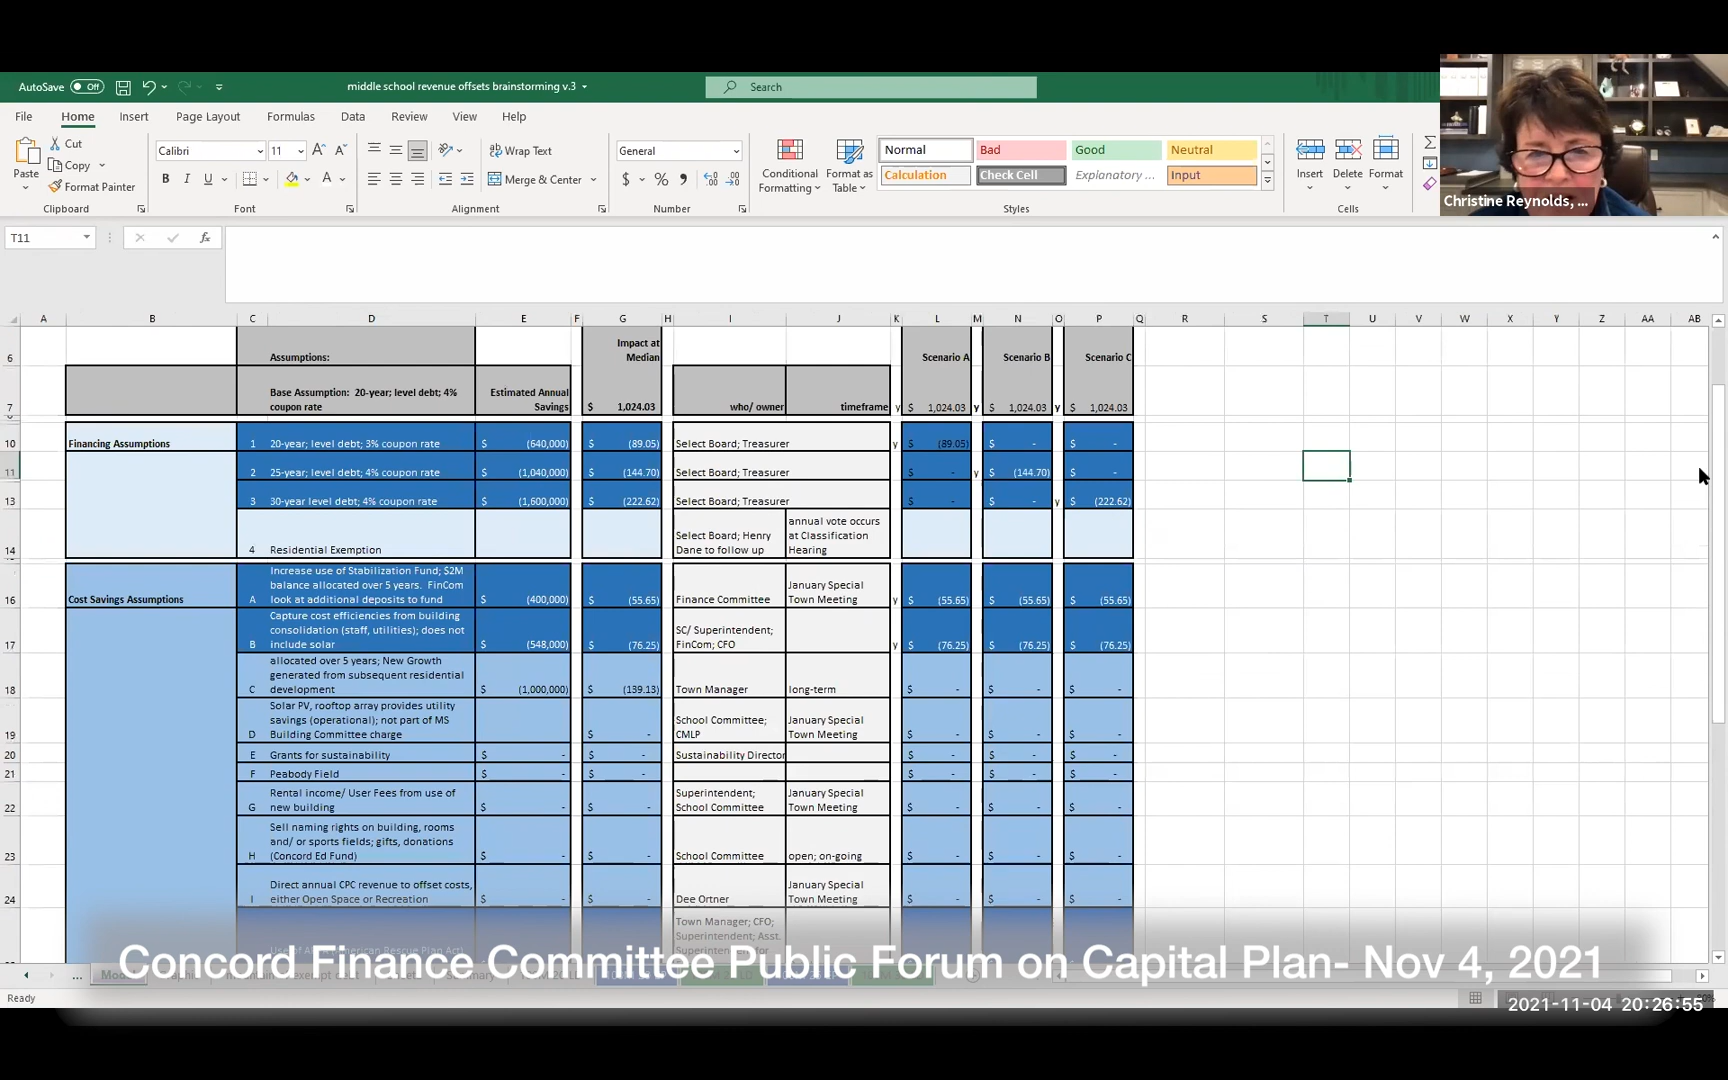 AutoSave Off
middle school revenue offsets brainstorming v.3
Search
File Home Insert Page Layout Formulas Data Review View Help
Paste
Cut
Copy
Format Painter
Clipboard
Calibri 11
B I U
Font
Wrap Text
Merge & Center
Alignment
General
$ % ,
Number
Conditional
Formatting
Format as
Table
Normal Bad Good Neutral
Calculation Check Cell Explanatory ... Input
Styles
Insert Delete Format
Cells
Christine Reynolds, ...
T11
fx
A B C D E F G H I J K L M N O P Q R S T U V W X Y Z AA AB
6 Assumptions: Impact at
Median Scenario A Scenario B Scenario C
7 Base Assumption: 20-year; level debt; 4%
coupon rate
Estimated Annual
Savings
$ 1,024.03 who/ owner timeframe y $ 1,024.03 y $ 1,024.03 y $ 1,024.03
10 Financing Assumptions 1 20-year; level debt; 3% coupon rate $ (640,000) $ (89.05) Select Board; Treasurer y $ (89.05) $ - $ -
11 2 25-year; level debt; 4% coupon rate $ (1,040,000) $ (144.70) Select Board; Treasurer $ - y $ (144.70) $ -
13 3 30-year level debt; 4% coupon rate $ (1,600,000) $ (222.62) Select Board; Treasurer $ - $ - y $ (222.62)
14 4 Residential Exemption
Select Board; Henry
Dane to follow up
annual vote occurs
at Classification
Hearing
16 Cost Savings Assumptions A
Increase use of Stabilization Fund; $2M
balance allocated over 5 years. FinCom
look at additional deposits to fund
$ (400,000) $ (55.65) Finance Committee
January Special
Town Meeting
y $ (55.65) $ (55.65) $ (55.65)
17 B
Capture cost efficiencies from building
consolidation (staff, utilities); does not
include solar
$ (548,000) $ (76.25)
SC/ Superintendent;
FinCom; CFO
y $ (76.25) $ (76.25) $ (76.25)
18 C
allocated over 5 years; New Growth
generated from subsequent residential
development
$ (1,000,000) $ (139.13) Town Manager long-term $ - $ - $ -
19 D
Solar PV, rooftop array provides utility
savings (operational); not part of MS
Building Committee charge
$ -
School Committee;
CMLP
January Special
Town Meeting
$ - $ - $ -
20 E Grants for sustainability $ - $ - Sustainability Director $ - $ - $ -
21 F Peabody Field $ - $ - $ - $ - $ -
22 G
Rental income/ User Fees from use of
new building
$ - $ -
Superintendent;
School Committee
January Special
Town Meeting
$ - $ - $ -
23 H
Sell naming rights on building, rooms
and/ or sports fields; gifts, donations
(Concord Ed Fund)
$ - $ - School Committee open; on-going $ - $ - $ -
24 I
Direct annual CPC revenue to offset costs,
either Open Space or Recreation
$ - $ - Dee Ortner
January Special
Town Meeting
$ - $ - $ -
Town Manager; CFO;
Superintendent; Asst.
Concord Finance Committee Public Forum on Capital Plan- Nov 4, 2021
Ready
2021-11-04 20:26:55